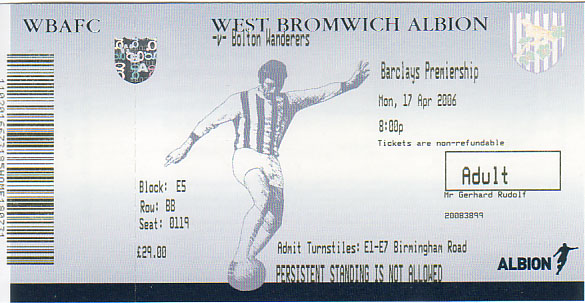 WBAFC
WEST BROMWICH ALBION
-v- Bolton Wanderers
Barclays Premiership
Mon, 17 Apr 2006
8:00p
Tickets are non-refundable
Adult
Mr Gerhard Rudolf
20083899
Block: E5
Row: BB
Seat: 0119
£29.00
Admit Turnstiles: E1-E7 Birmingham Road
PERSISTENT STANDING IS NOT ALLOWED
ALBION